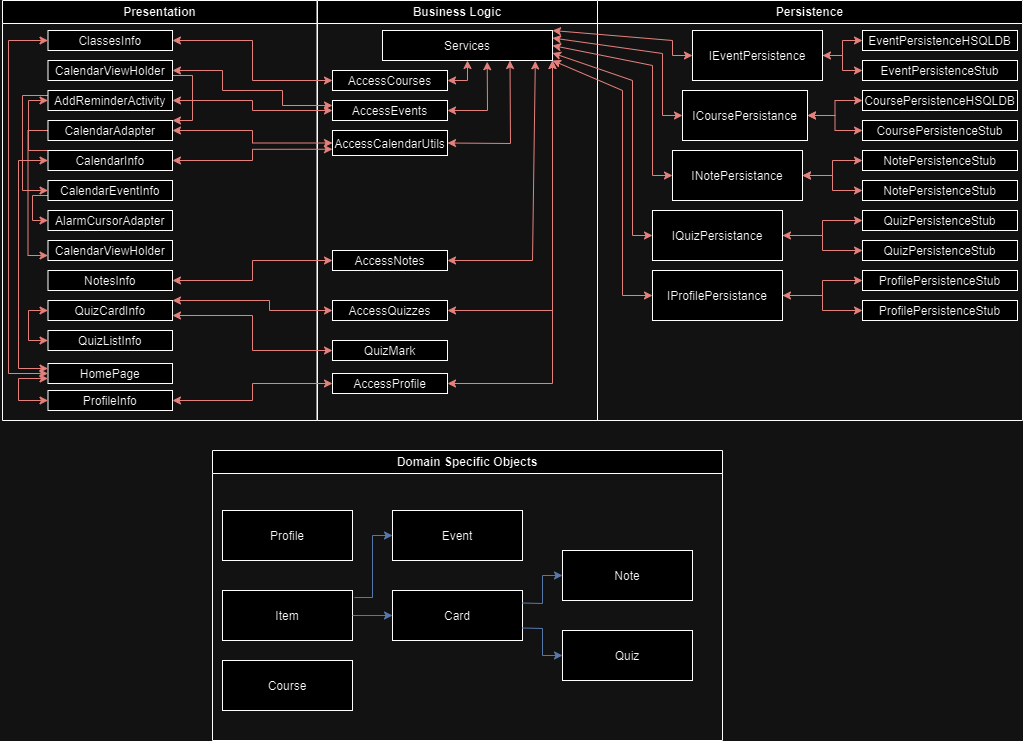 Presentation
ClassesInfo
CalendarViewHolder
AddReminderActivity
CalendarAdapter
CalendarInfo
CalendarEventInfo
AlarmCursorAdapter
CalendarViewHolder
NotesInfo
QuizCardInfo
QuizListInfo
HomePage
ProfileInfo
Business Logic
Services
AccessCourses
AccessEvents
AccessCalendarUtils
AccessNotes
AccessQuizzes
QuizMark
AccessProfile
Persistence
IEventPersistence
ICoursePersistance
INotePersistance
IQuizPersistance
IProfilePersistance
EventPersistenceHSQLDB
EventPersistenceStub
CoursePersistenceHSQLDB
CoursePersistenceStub
NotePersistenceStub
NotePersistenceStub
QuizPersistenceStub
QuizPersistenceStub
ProfilePersistenceStub
ProfilePersistenceStub
Domain Specific Objects
Profile
Event
Note
Item
Card
Quiz
Course